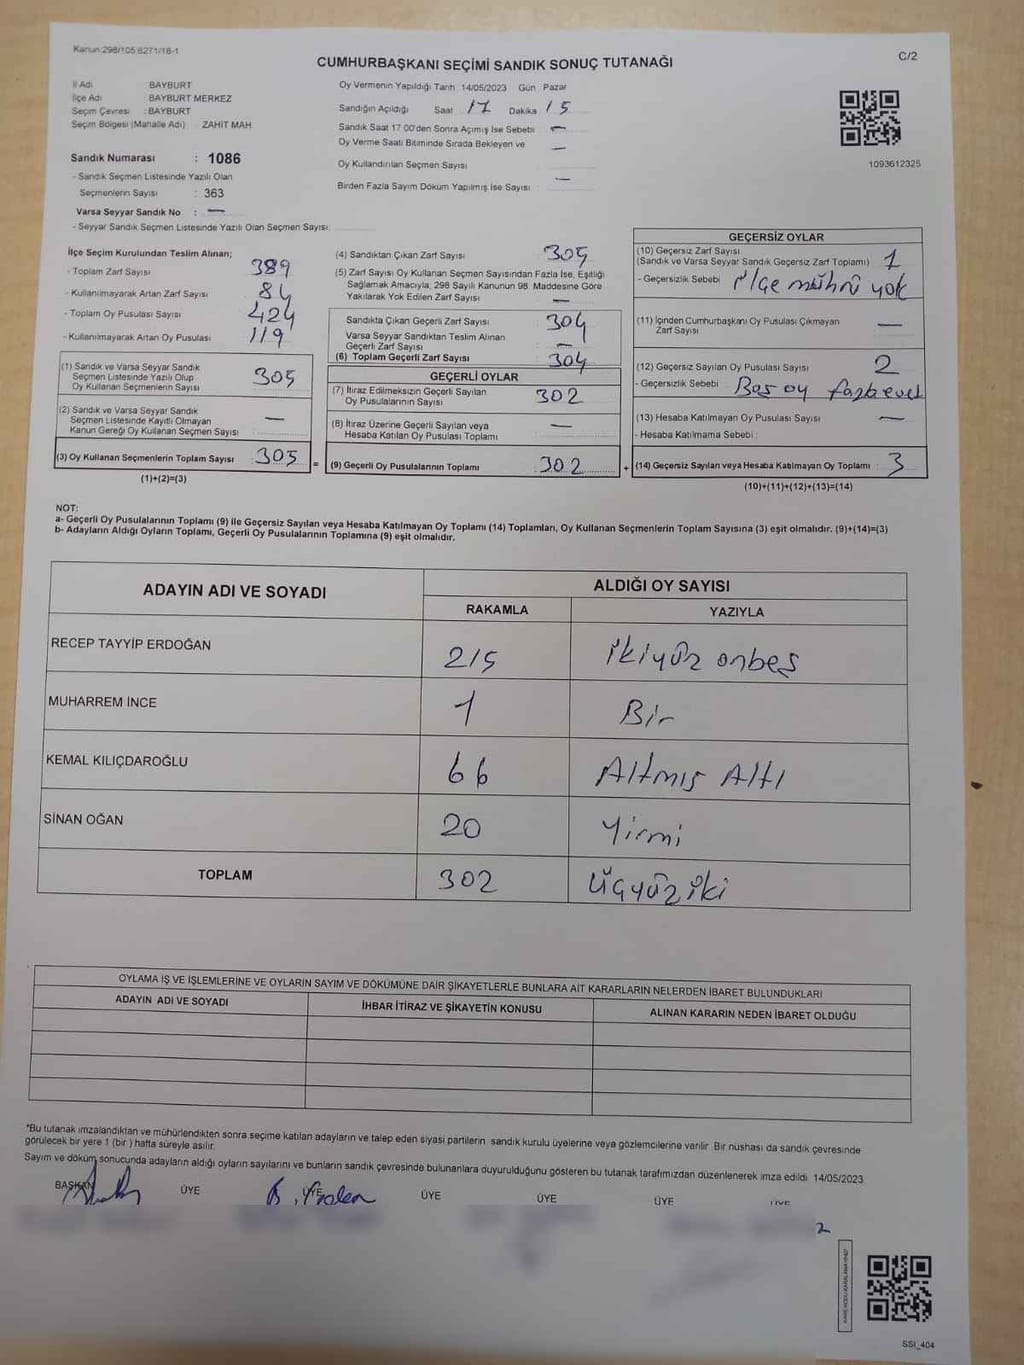 Kanun:298/105:6271/18-1
C/2
CUMHURBAŞKANI SEÇİMİ SANDIK SONUÇ TUTANAĞI
İl Adı BAYBURT
İlçe Adı BAYBURT MERKEZ
Seçim Çevresi : BAYBURT
Seçim Bölgesi (Mahalle Adı) ZAHİT MAH
Sandık Numarası : 1086
- Sandık Seçmen Listesinde Yazılı Olan
Seçmenlerin Sayısı : 363
Varsa Seyyar Sandık No : —
- Seyyar Sandık Seçmen Listesinde Yazılı Olan Seçmen Sayısı:
Oy Vermenin Yapıldığı Tarih 14/05/2023 Gün : Pazar
Sandığın Açıldığı Saat 17 Dakika 15
Sandık Saat 17 00'den Sonra Açımış İse Sebebi —
Oy Verme Saati Bitiminde Sırada Bekleyen ve —
Oy Kullandırılan Seçmen Sayısı
Birden Fazla Sayım Döküm Yapılmış İse Sayısı : —
1093612325
İlçe Seçim Kurulundan Teslim Alınan;
- Toplam Zarf Sayısı 389
- Kullanılmayarak Artan Zarf Sayısı 84
- Toplam Oy Pusulası Sayısı 424
- Kullanılmayarak Artan Oy Pusulası 119
(1) Sandık ve Varsa Seyyar Sandık
Seçmen Listesinde Yazılı Olup
Oy Kullanan Seçmenlerin Sayısı 305
(2) Sandık ve Varsa Seyyar Sandık
Seçmen Listesinde Kayıtlı Olmayan
Kanun Gereği Oy Kullanan Seçmen Sayısı : —
(3) Oy Kullanan Seçmenlerin Toplam Sayısı 305
(1)+(2)=(3)
(4) Sandıktan Çıkan Zarf Sayısı 305
(5) Zarf Sayısı Oy Kullanan Seçmen Sayısından Fazla İse, Eşitliği
Sağlamak Amacıyla, 298 Sayılı Kanunun 98. Maddesine Göre
Yakılarak Yok Edilen Zarf Sayısı —
Sandıkta Çıkan Geçerli Zarf Sayısı 304
Varsa Seyyar Sandıktan Teslim Alınan
Geçerli Zarf Sayısı —
(6) Toplam Geçerli Zarf Sayısı 304
GEÇERLİ OYLAR
(7) İtiraz Edilmeksizin Geçerli Sayılan
Oy Pusulalarının Sayısı 302
(8) İtiraz Üzerine Geçerli Sayılan veya
Hesaba Katılan Oy Pusulası Toplamı —
= (9) Geçerli Oy Pusulalarının Toplamı 302
GEÇERSİZ OYLAR
(10) Geçersiz Zarf Sayısı 1
(Sandık ve Varsa Seyyar Sandık Geçersiz Zarf Toplamı)
- Geçersizlik Sebebi : ilçe mührü yok
(11) İçinden Cumhurbaşkanı Oy Pusulası Çıkmayan
Zarf Sayısı —
(12) Geçersiz Sayılan Oy Pusulası Sayısı 2
- Geçersizlik Sebebi : Boş oy
(13) Hesaba Katılmayan Oy Pusulası Sayısı —
- Hesaba Katılmama Sebebi :
+ (14) Geçersiz Sayılan veya Hesaba Katılmayan Oy Toplamı : 3
(10)+(11)+(12)+(13)=(14)
NOT:
a- Geçerli Oy Pusulalarının Toplamı (9) ile Geçersiz Sayılan veya Hesaba Katılmayan Oy Toplamı (14) Toplamları, Oy Kullanan Seçmenlerin Toplam Sayısına (3) eşit olmalıdır. (9)+(14)=(3)
b- Adayların Aldığı Oyların Toplamı, Geçerli Oy Pusulalarının Toplamına (9) eşit olmalıdır.
ADAYIN ADI VE SOYADI ALDIĞI OY SAYISI
RAKAMLA YAZIYLA
RECEP TAYYİP ERDOĞAN 215 ikiyüz onbeş
MUHARREM İNCE 1 Bir
KEMAL KILIÇDAROĞLU 66 Altmış Altı
SİNAN OĞAN 20 Yirmi
TOPLAM 302 Üçyüz iki
OYLAMA İŞ VE İŞLEMLERİNE VE OYLARIN SAYIM VE DÖKÜMÜNE DAİR ŞİKAYETLERLE BUNLARA AİT KARARLARIN NELERDEN İBARET BULUNDUKLARI
ADAYIN ADI VE SOYADI İHBAR İTİRAZ VE ŞİKAYETİN KONUSU ALINAN KARARIN NEDEN İBARET OLDUĞU
*Bu tutanak imzalandıktan ve mühürlendikten sonra seçime katılan adayların ve talep eden siyasi partilerin sandık kurulu üyelerine veya gözlemcilerine verilir. Bir nüshası da sandık çevresinde
görülecek bir yere 1 (bir ) hafta süreyle asılır.
Sayım ve döküm sonucunda adayların aldığı oyların sayılarını ve bunların sandık çevresinde bulunanlara duyurulduğunu gösteren bu tutanak tarafımızdan düzenlenerek imza edildi 14/05/2023
BAŞKAN ÜYE ÜYE ÜYE ÜYE ÜYE ÜYE
2
SSI_404